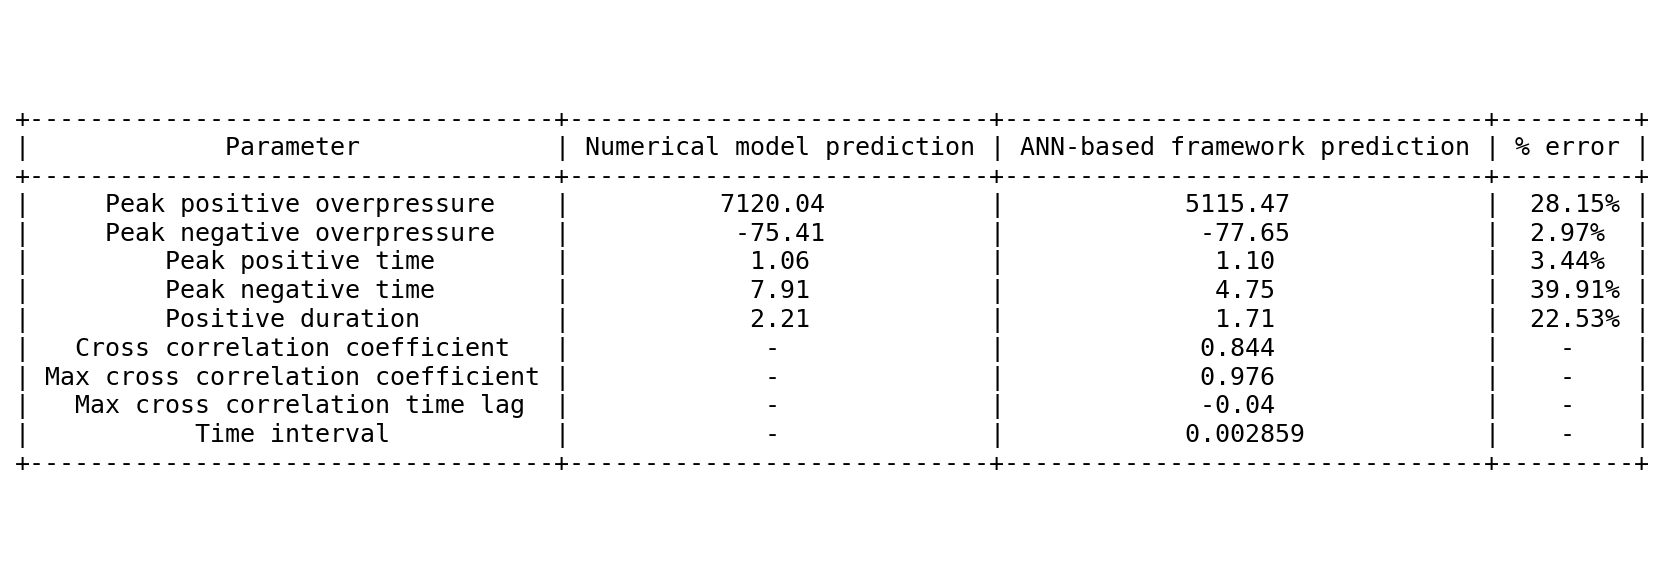 +-----------------------------------+----------------------------+--------------------------------+---------+
|             Parameter             | Numerical model prediction | ANN-based framework prediction | % error |
+-----------------------------------+----------------------------+--------------------------------+---------+
|     Peak positive overpressure    |          7120.04           |            5115.47             |  28.15% |
|     Peak negative overpressure    |           -75.41           |             -77.65             |  2.97%  |
|         Peak positive time        |            1.06            |              1.10              |  3.44%  |
|         Peak negative time        |            7.91            |              4.75              |  39.91% |
|         Positive duration         |            2.21            |              1.71              |  22.53% |
|   Cross correlation coefficient   |             -              |             0.844              |    -    |
| Max cross correlation coefficient |             -              |             0.976              |    -    |
|   Max cross correlation time lag  |             -              |             -0.04              |    -    |
|           Time interval           |             -              |            0.002859            |    -    |
+-----------------------------------+----------------------------+--------------------------------+---------+